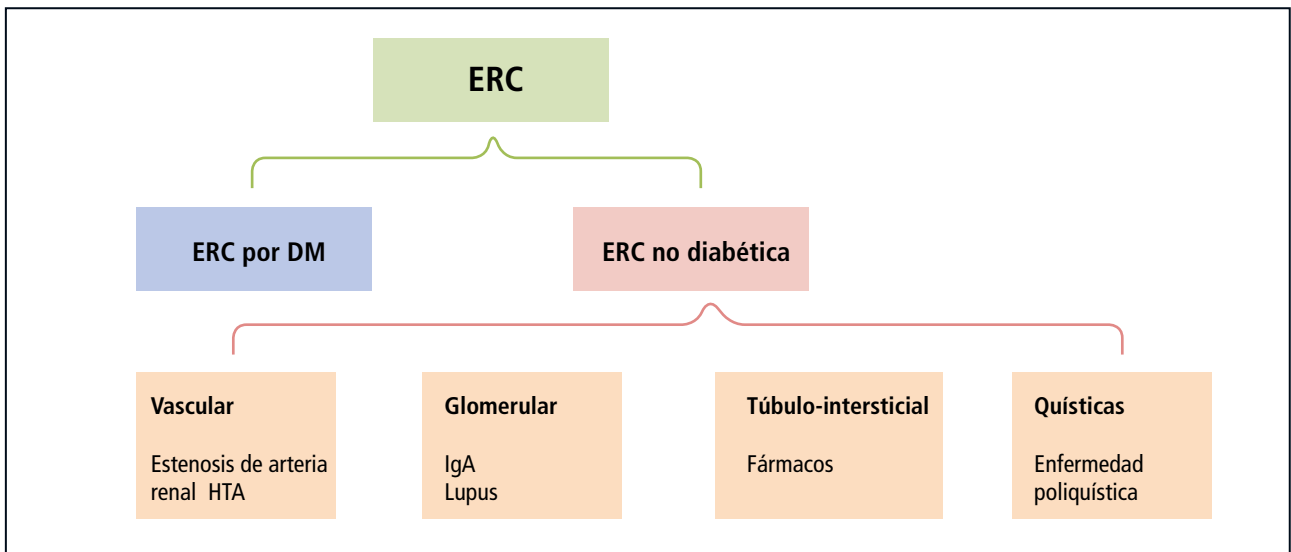 ERC
ERC por DM
ERC no diabética
Vascular
Estenosis de arteria
renal HTA
Glomerular
IgA
Lupus
Túbulo-intersticial
Fármacos
Quísticas
Enfermedad
poliquística